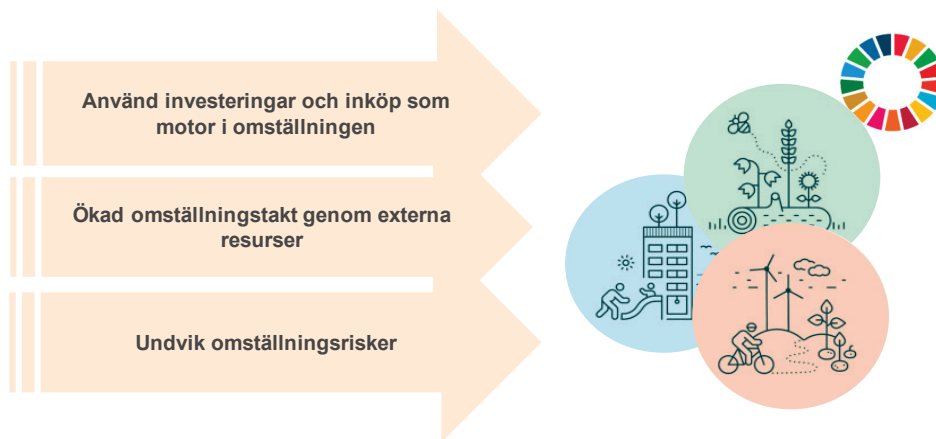 Använd investeringar och inköp som
motor i omställningen
Ökad omställningstakt genom externa
resurser
Undvik omställningsrisker